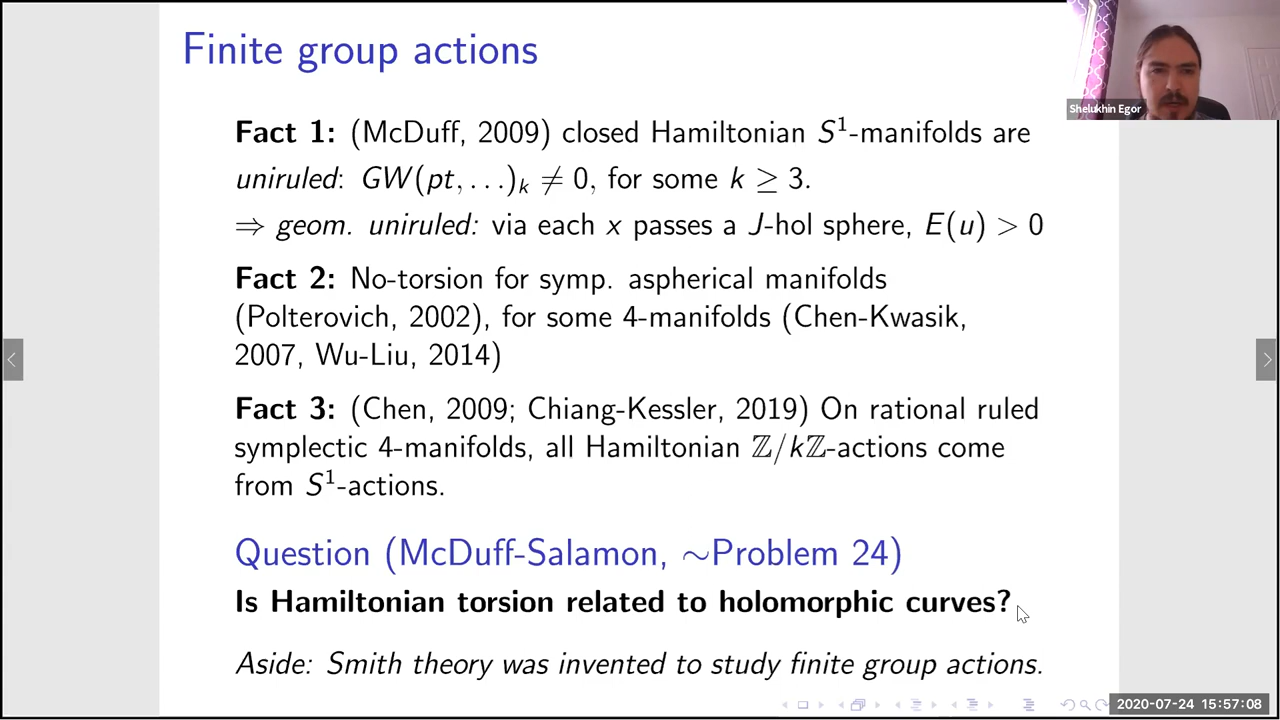 Finite group actions
Shelukhin Egor
Fact 1: (McDuff, 2009) closed Hamiltonian S¹-manifolds are
uniruled: GW(pt, . . .)ₖ ≠ 0, for some k ≥ 3.
⇒ geom. uniruled: via each x passes a J-hol sphere, E(u) > 0
Fact 2: No-torsion for symp. aspherical manifolds
(Polterovich, 2002), for some 4-manifolds (Chen-Kwasik,
2007, Wu-Liu, 2014)
Fact 3: (Chen, 2009; Chiang-Kessler, 2019) On rational ruled
symplectic 4-manifolds, all Hamiltonian ℤ/kℤ-actions come
from S¹-actions.
Question (McDuff-Salamon, ∼Problem 24)
Is Hamiltonian torsion related to holomorphic curves?
Aside: Smith theory was invented to study finite group actions.
2020-07-24 15:57:08